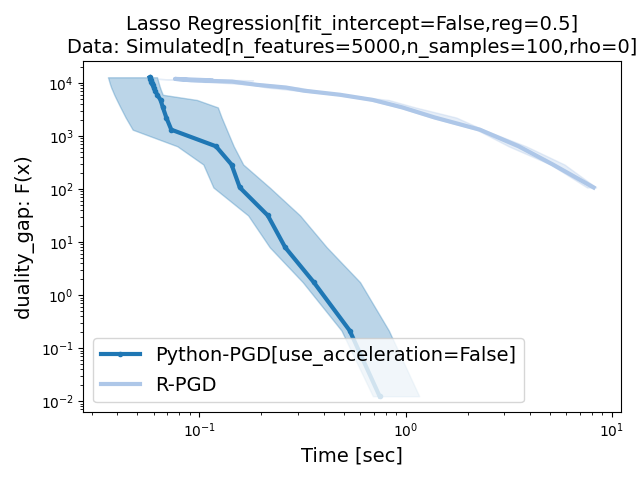 Lasso Regression[fit_intercept=False,reg=0.5]
Data: Simulated[n_features=5000,n_samples=100,rho=0]
duality_gap: F(x)
10⁴
10³
10²
10¹
10⁰
10⁻¹
10⁻²
Python-PGD[use_acceleration=False]
R-PGD
10⁻¹
10⁰
10¹
Time [sec]